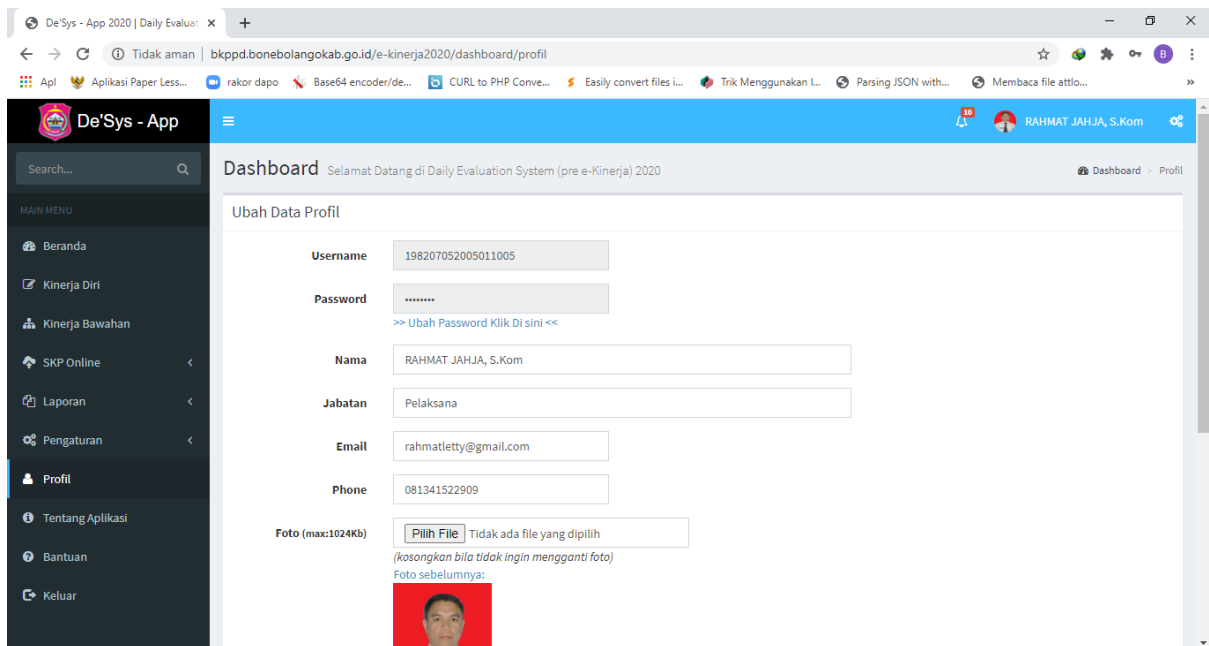 De'Sys - App 2020 | Daily Evaluat
Tidak aman | bkppd.bonebolangokab.go.id/e-kinerja2020/dashboard/profil
B
Apl Aplikasi Paper Less... rakor dapo Base64 encoder/de... CURL to PHP Conve... Easily convert files i... Trik Menggunakan I... Parsing JSON with... Membaca file attlo... »
De'Sys - App
10
RAHMAT JAHJA, S.Kom
Search...
Dashboard Selamat Datang di Daily Evaluation System (pre e-Kinerja) 2020
Dashboard > Profil
MAIN MENU
Beranda
Kinerja Diri
Kinerja Bawahan
SKP Online
Laporan
Pengaturan
Profil
Tentang Aplikasi
Bantuan
Keluar
Ubah Data Profil
Username 198207052005011005
Password ••••••••
>> Ubah Password Klik Di sini <<
Nama RAHMAT JAHJA, S.Kom
Jabatan Pelaksana
Email rahmatletty@gmail.com
Phone 081341522909
Foto (max:1024Kb) Pilih File Tidak ada file yang dipilih
(kosongkan bila tidak ingin mengganti foto)
Foto sebelumnya: